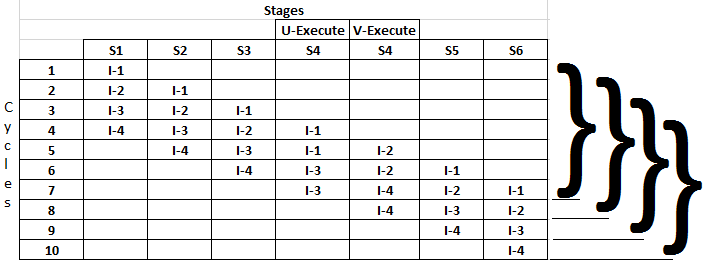 Stages
U-Execute V-Execute
S1 S2 S3 S4 S4 S5 S6
Cycles
1 I-1
2 I-2 I-1
3 I-3 I-2 I-1
4 I-4 I-3 I-2 I-1
5 I-4 I-3 I-1 I-2
6 I-4 I-3 I-2 I-1
7 I-3 I-4 I-2 I-1
8 I-4 I-3 I-2
9 I-4 I-3
10 I-4